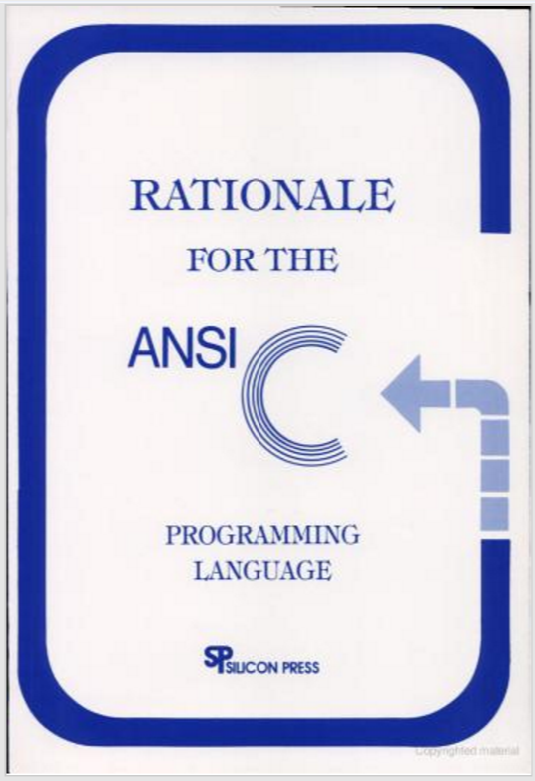 RATIONALE
FOR THE
ANSI C
PROGRAMMING
LANGUAGE
SP SILICON PRESS
Copyrighted material